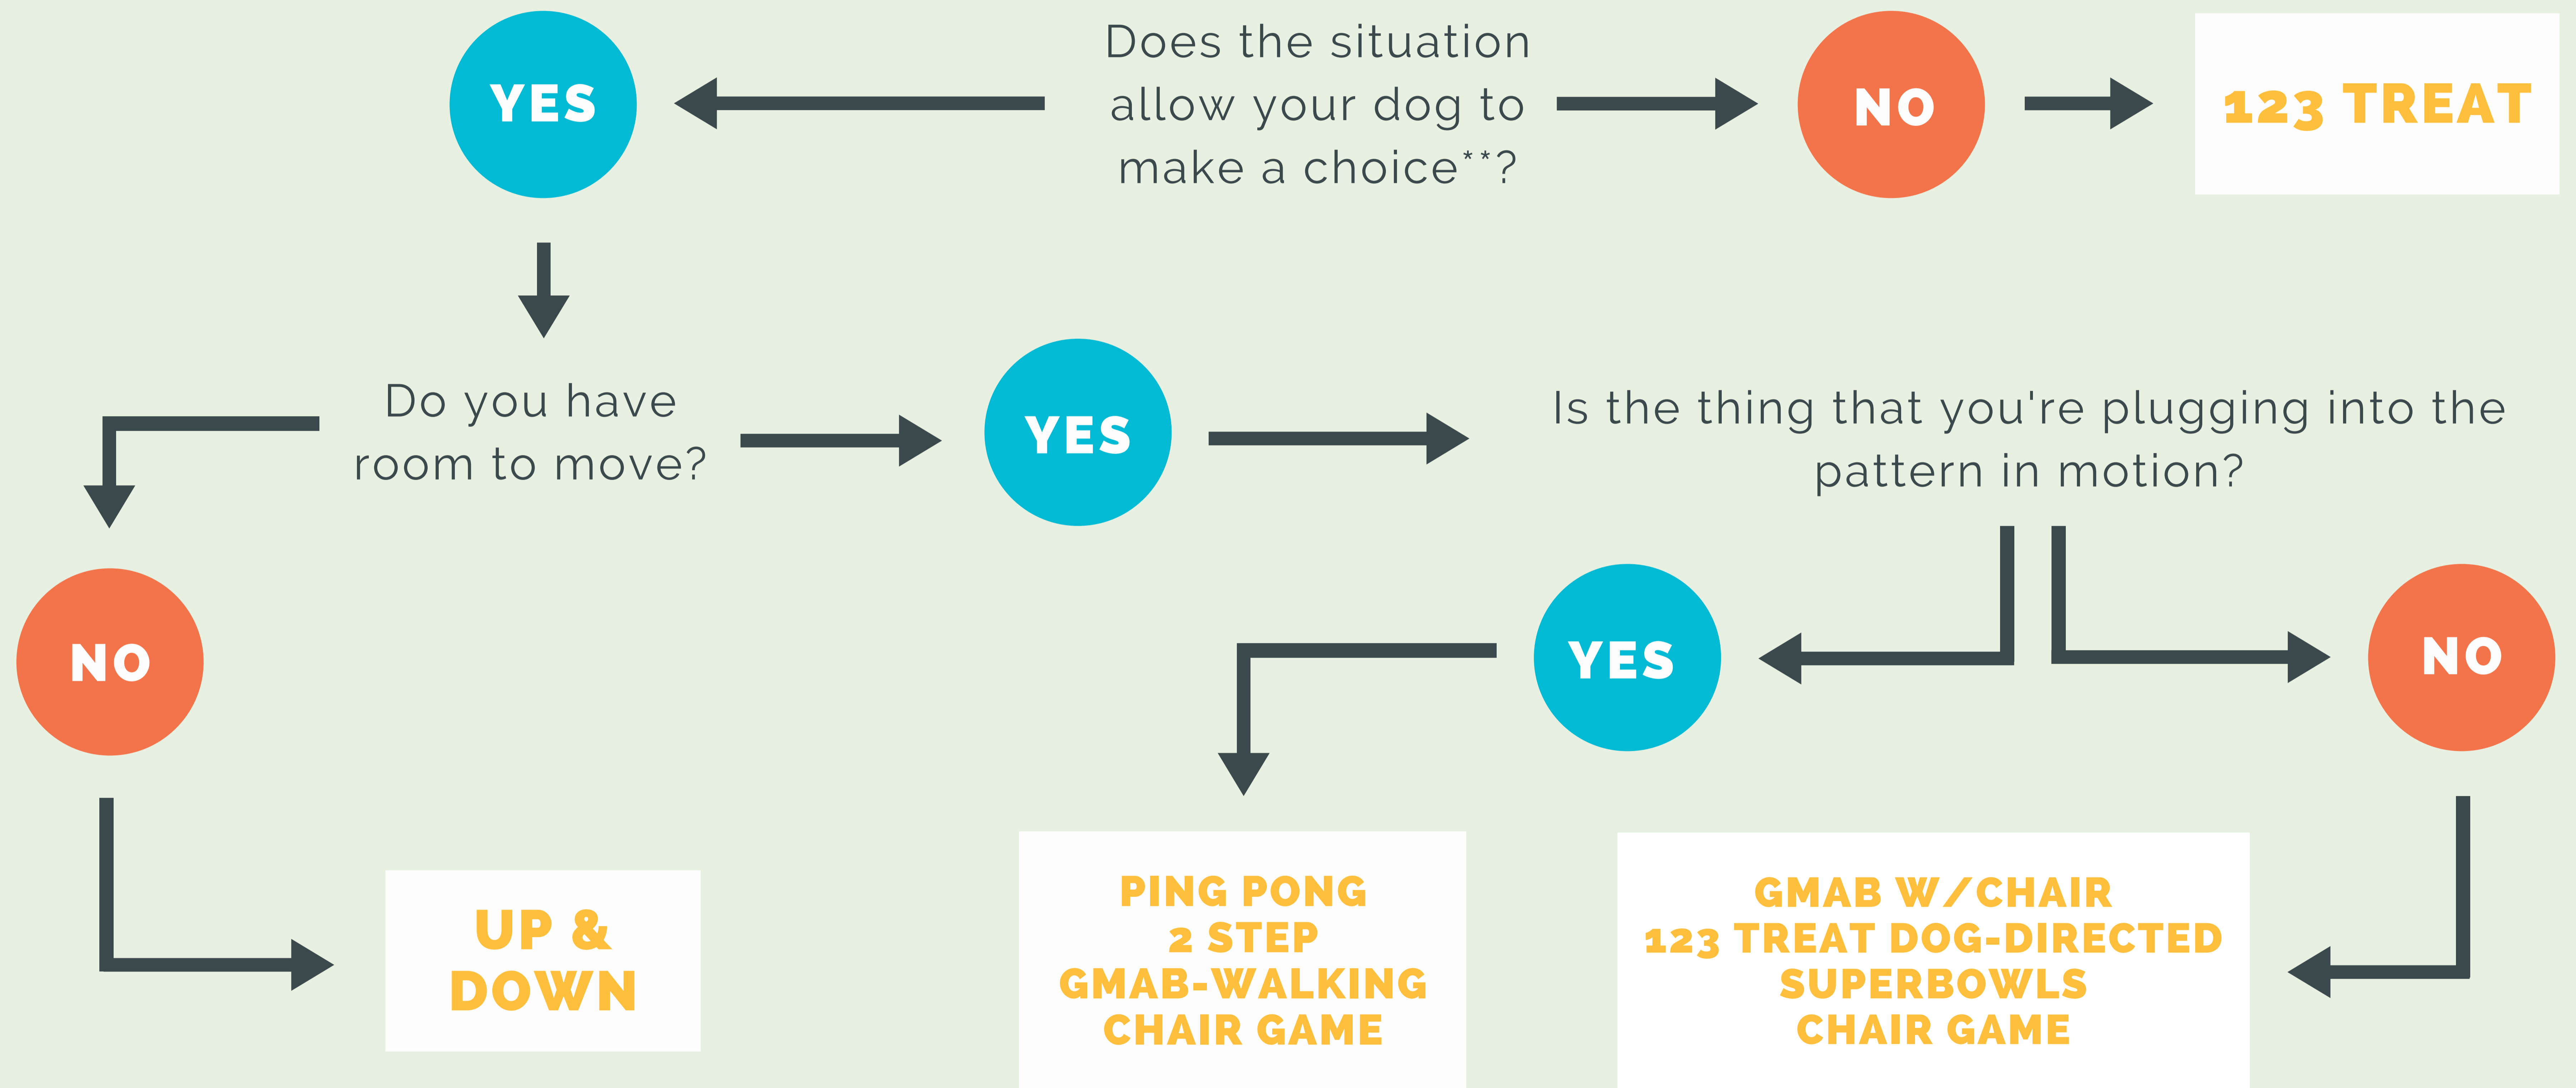 YES
Does the situation
allow your dog to
make a choice**?
NO
123 TREAT
Do you have
room to move?
YES
Is the thing that you're plugging into the
pattern in motion?
NO
YES
NO
UP &
DOWN
PING PONG
2 STEP
GMAB-WALKING
CHAIR GAME
GMAB W/CHAIR
123 TREAT DOG-DIRECTED
SUPERBOWLS
CHAIR GAME